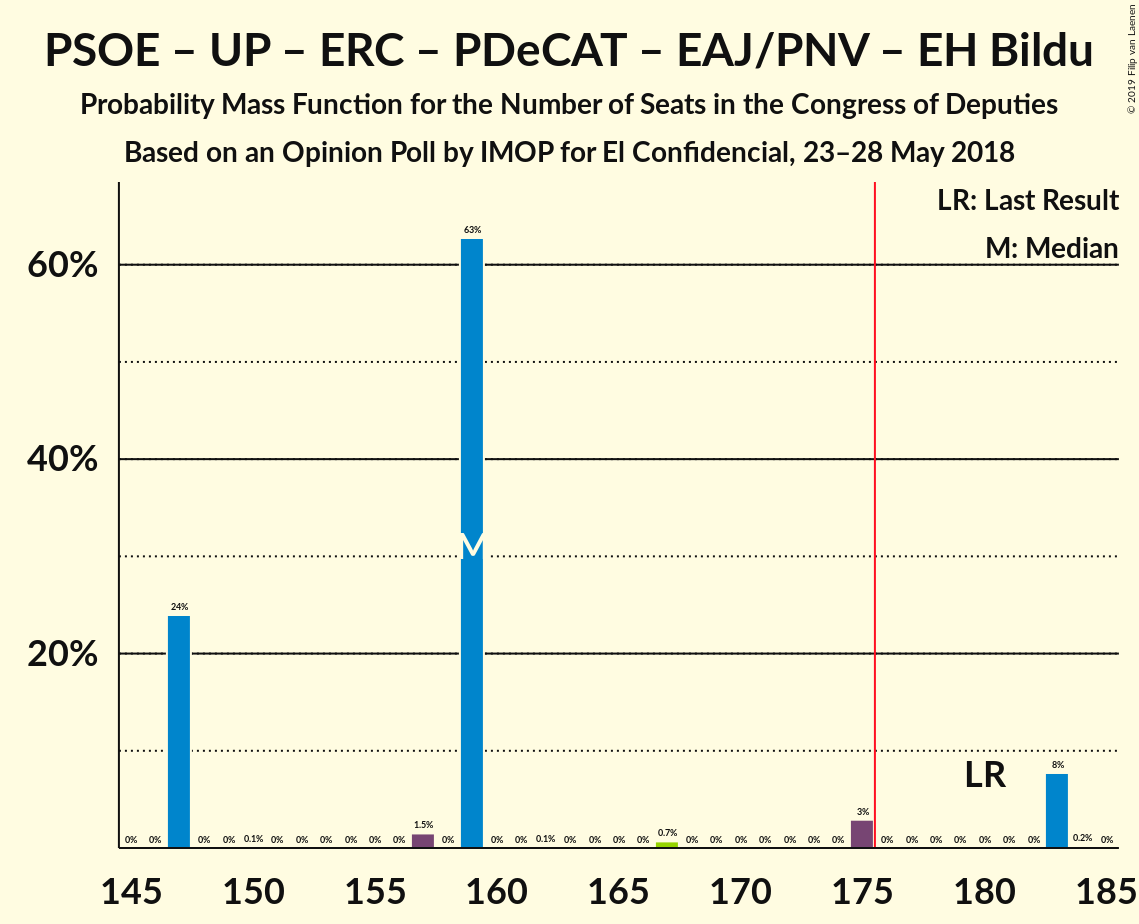 PSOE – UP – ERC – PDeCAT – EAJ/PNV – EH Bildu
Probability Mass Function for the Number of Seats in the Congress of Deputies
Based on an Opinion Poll by IMOP for El Confidencial, 23–28 May 2018
© 2019 Filip van Laenen
LR: Last Result
M: Median
60%
40%
20%
63%
M
24%
LR
8%
3%
1.5%
0.7%
0% 0% 0% 0% 0.1% 0% 0% 0% 0% 0% 0% 0% 0% 0.1% 0% 0% 0% 0% 0% 0% 0% 0% 0% 0% 0% 0% 0% 0% 0% 0% 0% 0% 0.2% 0%
145 150 155 160 165 170 175 180 185